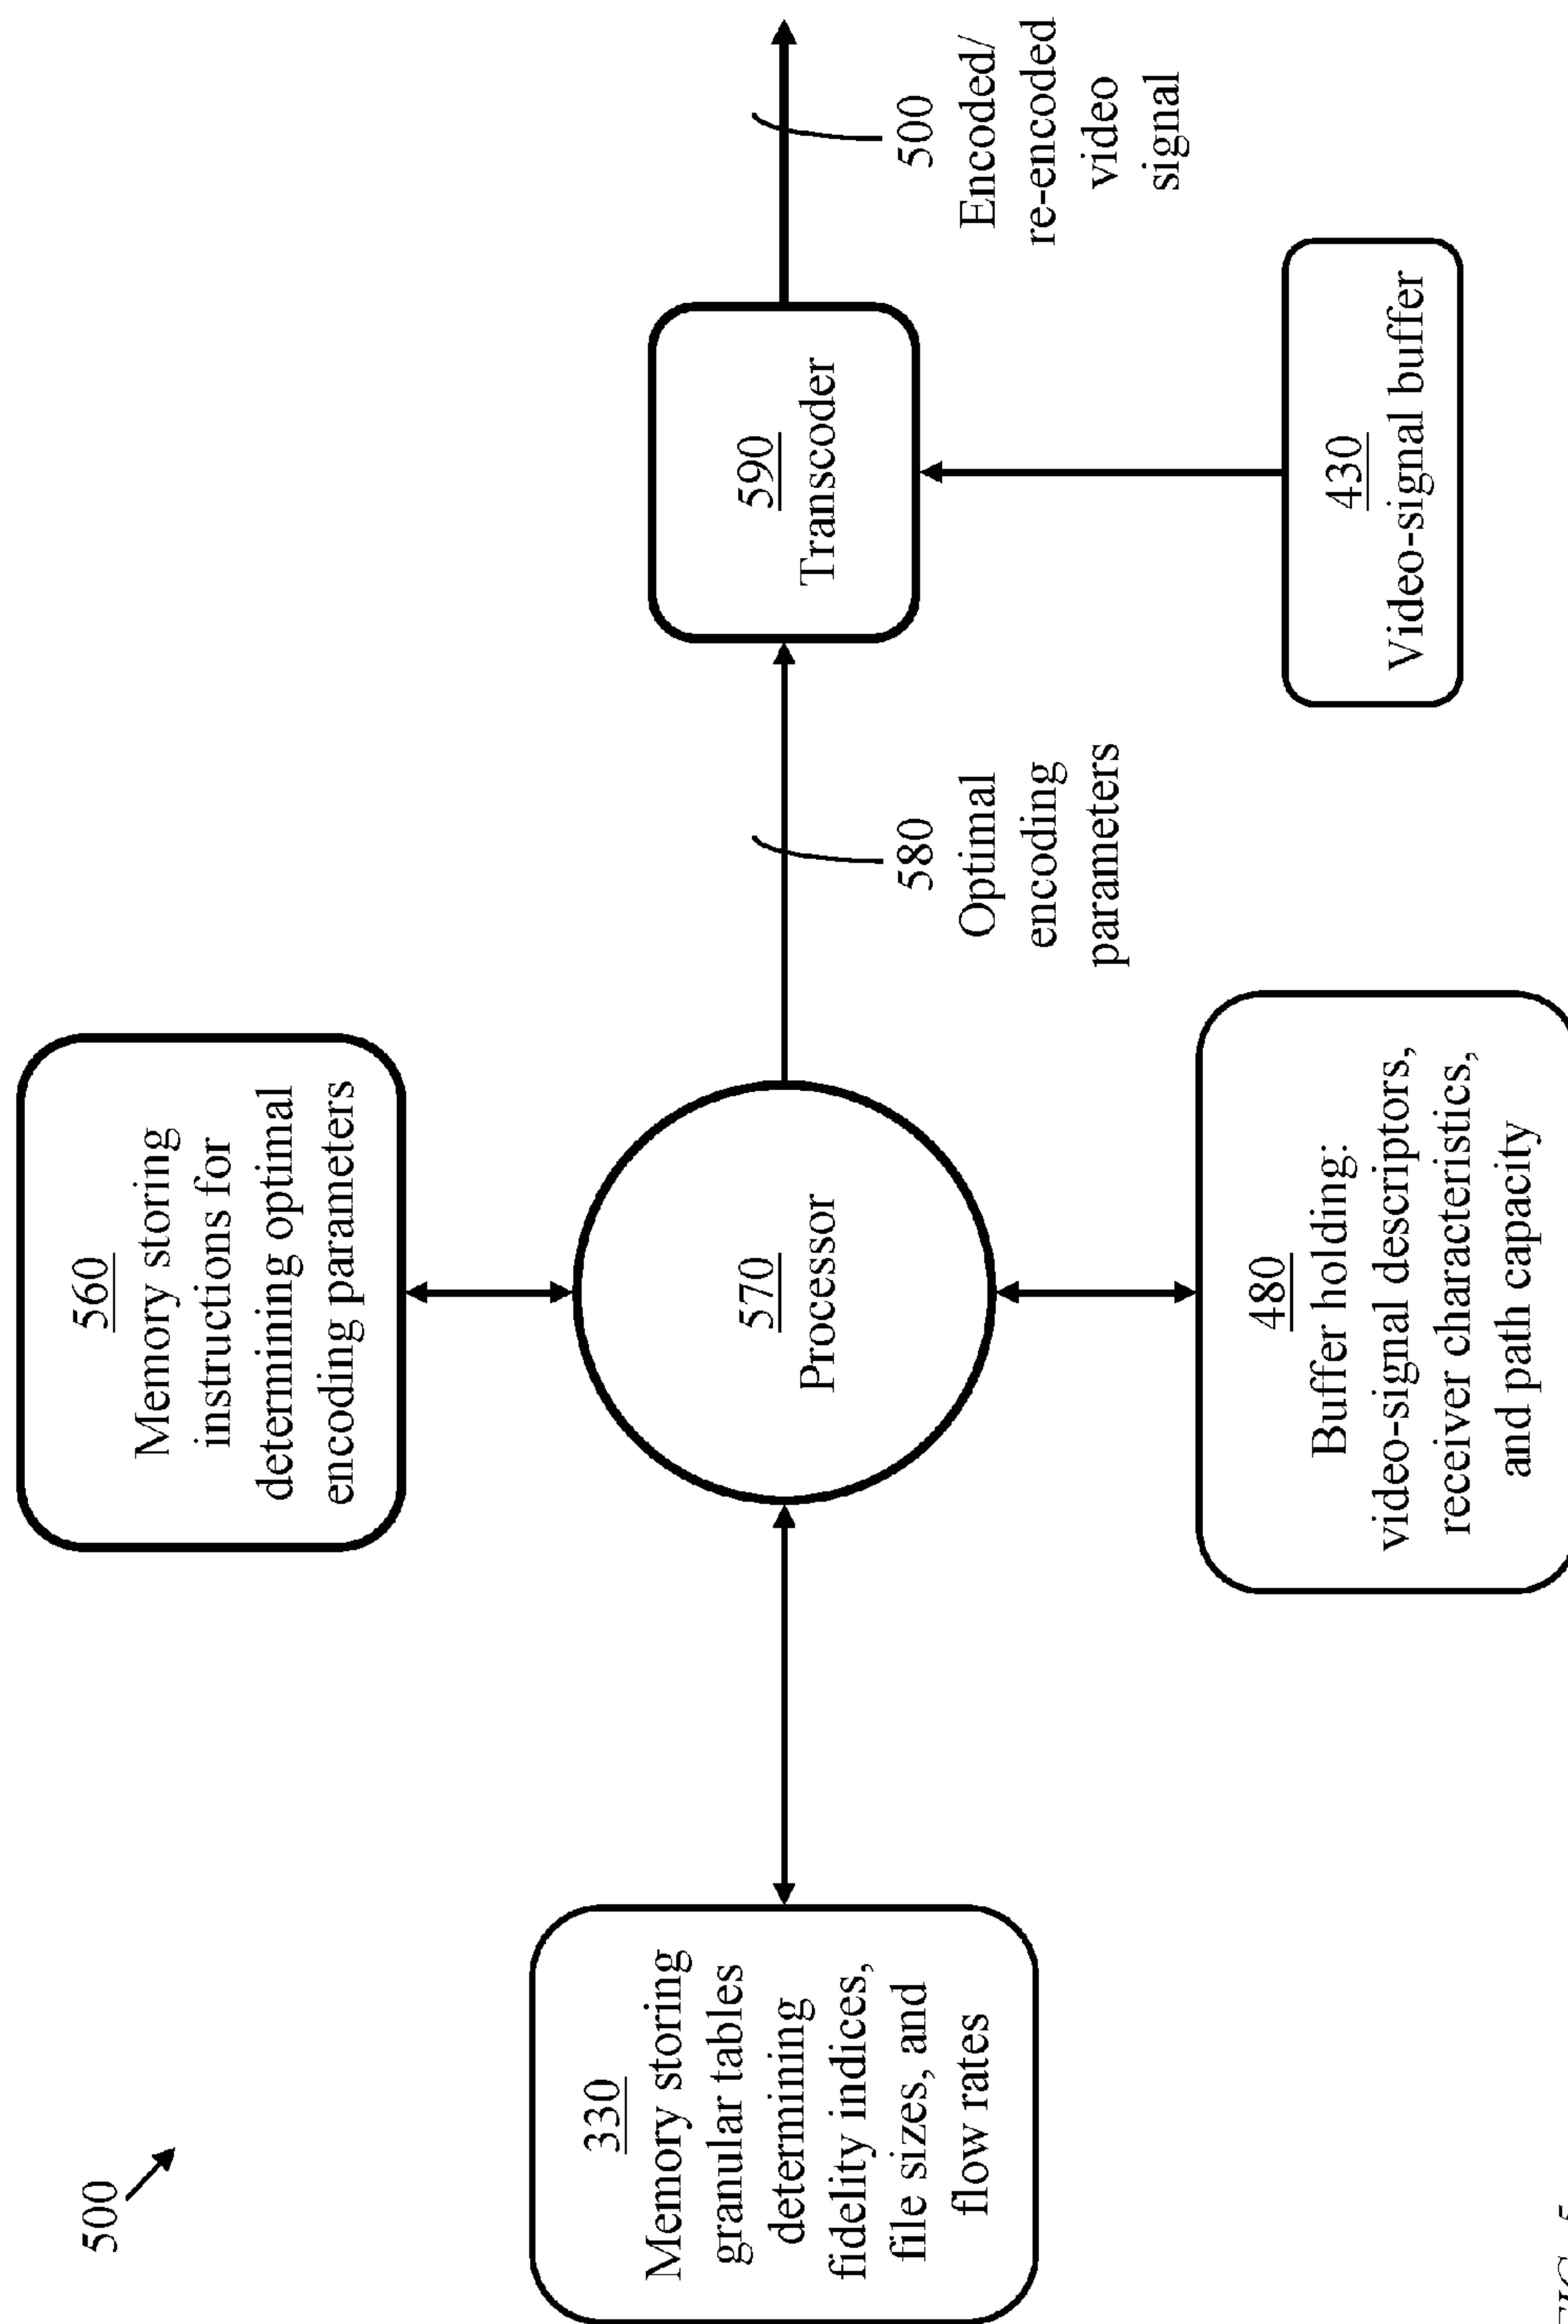 500
560
Memory storing
instructions for
determining optimal
encoding parameters
330
Memory storing
granular tables
determining
fidelity indices,
file sizes, and
flow rates
570
Processor
580
Optimal
encoding
parameters
590
Transcoder
500
Encoded/
re-encoded
video
signal
480
Buffer holding:
video-signal descriptors,
receiver characteristics,
and path capacity
430
Video-signal buffer
FIG. 5